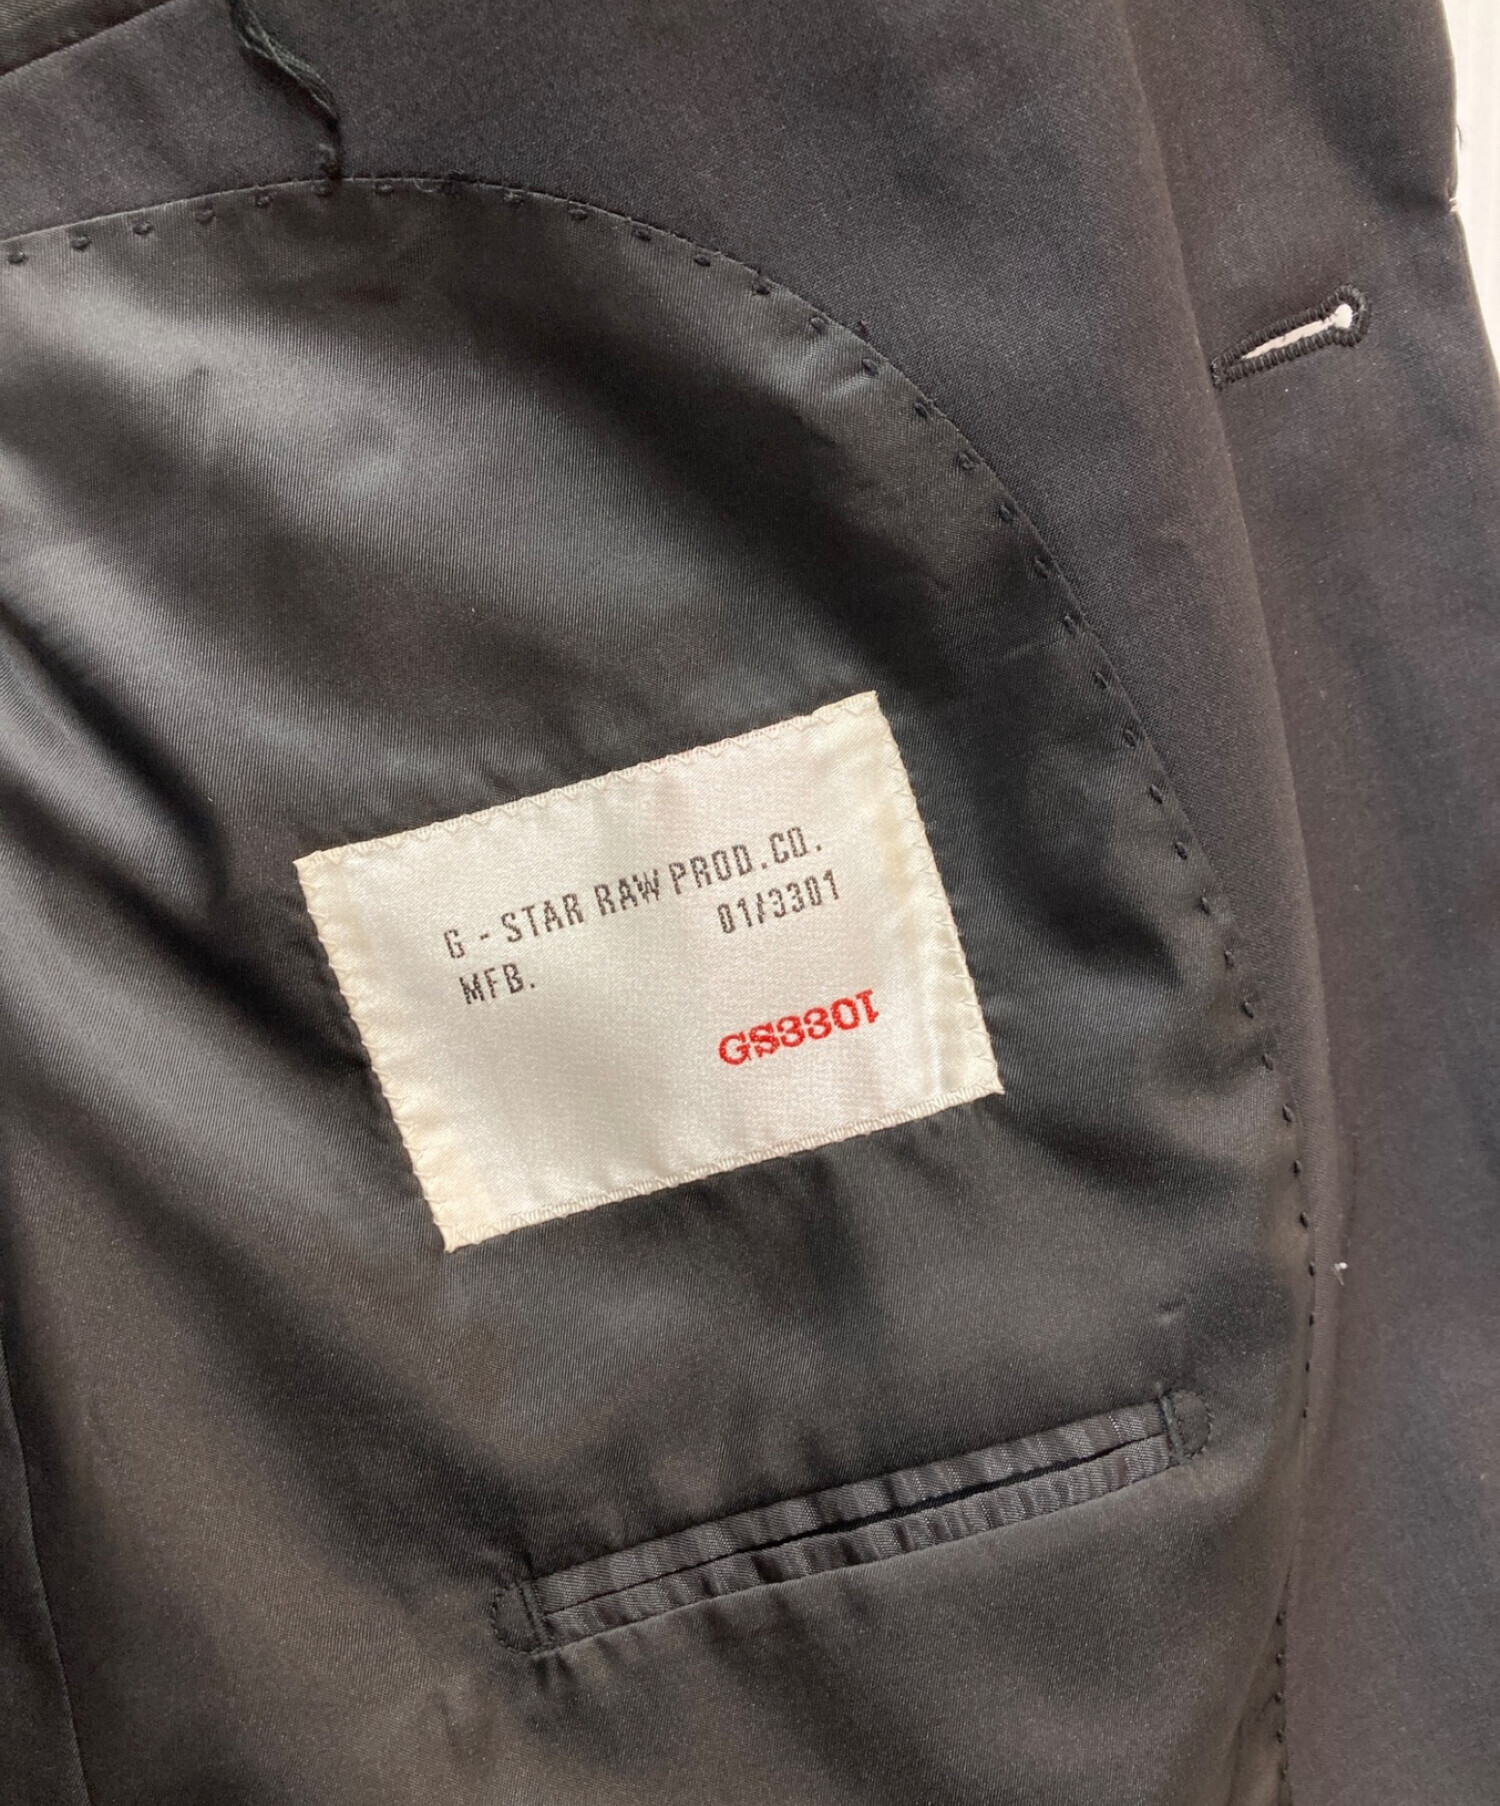 G - STAR RAW PROD.CO.
MFB. 01/3301
GS3301